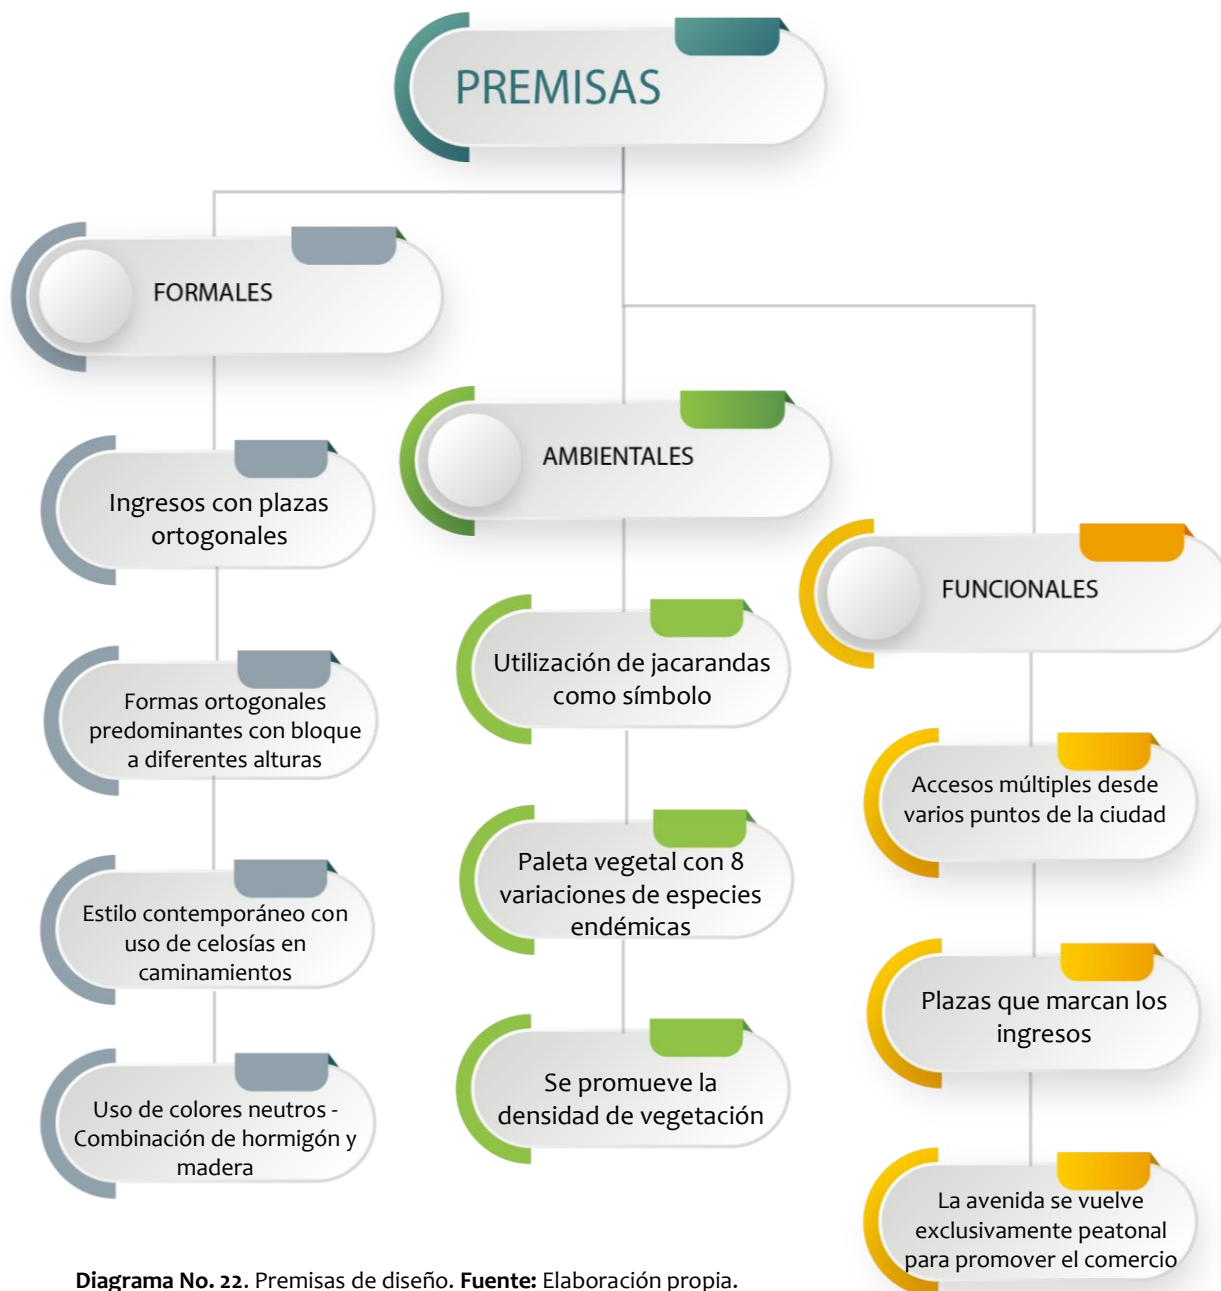 PREMISAS
FORMALES
Ingresos con plazas
ortogonales
Formas ortogonales
predominantes con bloque
a diferentes alturas
Estilo contemporáneo con
uso de celosías en
caminamientos
Uso de colores neutros -
Combinación de hormigón y
madera
AMBIENTALES
Utilización de jacarandas
como símbolo
Paleta vegetal con 8
variaciones de especies
endémicas
Se promueve la
densidad de vegetación
FUNCIONALES
Accesos múltiples desde
varios puntos de la ciudad
Plazas que marcan los
ingresos
La avenida se vuelve
exclusivamente peatonal
para promover el comercio
Diagrama No. 22. Premisas de diseño. Fuente: Elaboración propia.